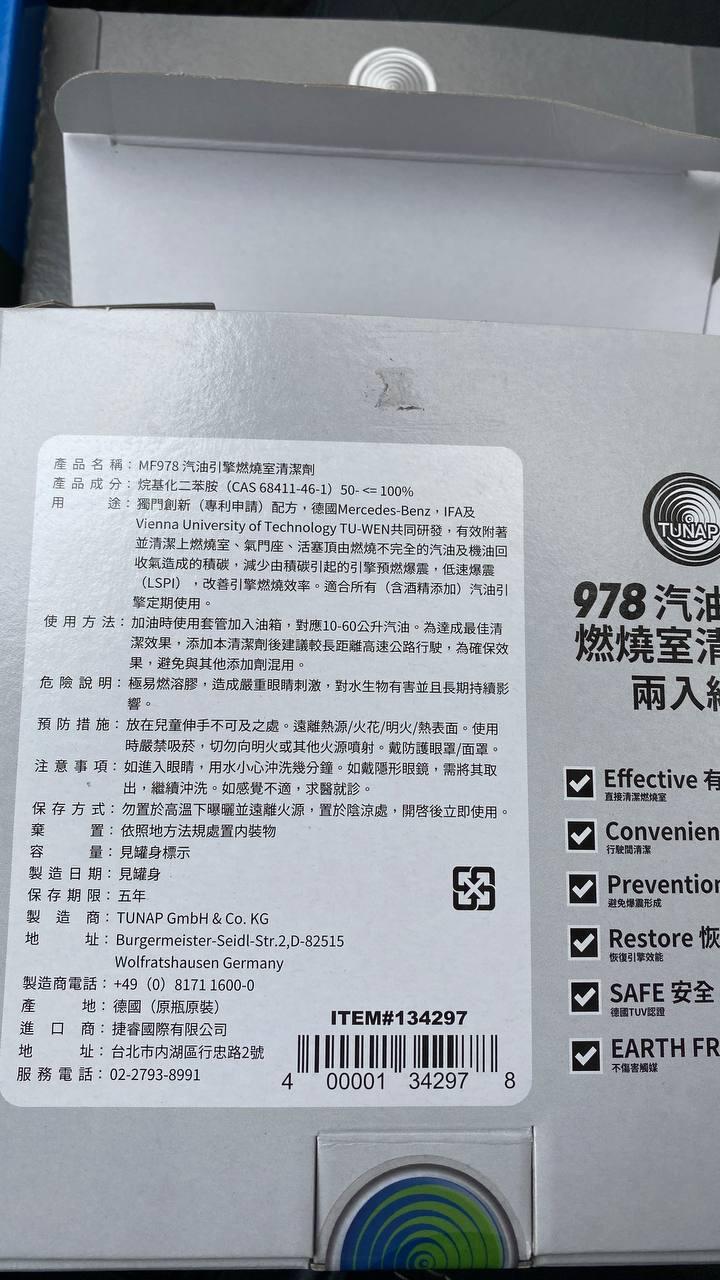 產品名稱：MF978 汽油引擎燃燒室清潔劑
產品成分：烷基化二苯胺（CAS 68411-46-1）50- <= 100%
用途：獨門創新（專利申請）配方，德國Mercedes-Benz，IFA及
Vienna University of Technology TU-WEN共同研發，有效附著
並清潔上燃燒室、氣門座、活塞頂由燃燒不完全的汽油及機油回
收氣造成的積碳，減少由積碳引起的引擎預燃爆震，低速爆震
（LSPI），改善引擎燃燒效率。適合所有（含酒精添加）汽油引
擎定期使用。
使用方法：加油時使用套管加入油箱，對應10-60公升汽油。為達成最佳清
潔效果，添加本清潔劑後建議較長距離高速公路行駛，為確保效
果，避免與其他添加劑混用。
危險說明：極易燃溶膠，造成嚴重眼睛刺激，對水生物有害並且長期持續影
響。
預防措施：放在兒童伸手不可及之處。遠離熱源/火花/明火/熱表面。使用
時嚴禁吸菸，切勿向明火或其他火源噴射。戴防護眼罩/面罩。
注意事項：如進入眼睛，用水小心沖洗幾分鐘。如戴隱形眼鏡，需將其取
出，繼續沖洗。如感覺不適，求醫就診。
保存方式：勿置於高溫下曝曬並遠離火源，置於陰涼處，開啓後立即使用。
棄置：依照地方法規處置內裝物
容量：見罐身標示
製造日期：見罐身
保存期限：五年
製造商：TUNAP GmbH & Co. KG
地址：Burgermeister-Seidl-Str.2,D-82515
Wolfratshausen Germany
製造商電話：+49（0）8171 1600-0
產地：德國（原瓶原裝）
進口商：捷睿國際有限公司
地址：台北市內湖區行忠路2號
服務電話：02-2793-8991
ITEM#134297
4 00001 34297 8
TUNAP
978 汽油
燃燒室清
兩入組
Effective 有
直接清潔燃燒室
Convenien
行駛間清潔
Prevention
避免爆震形成
Restore 恢
恢復引擎效能
SAFE 安全
德國TUV認證
EARTH FR
不傷害觸媒